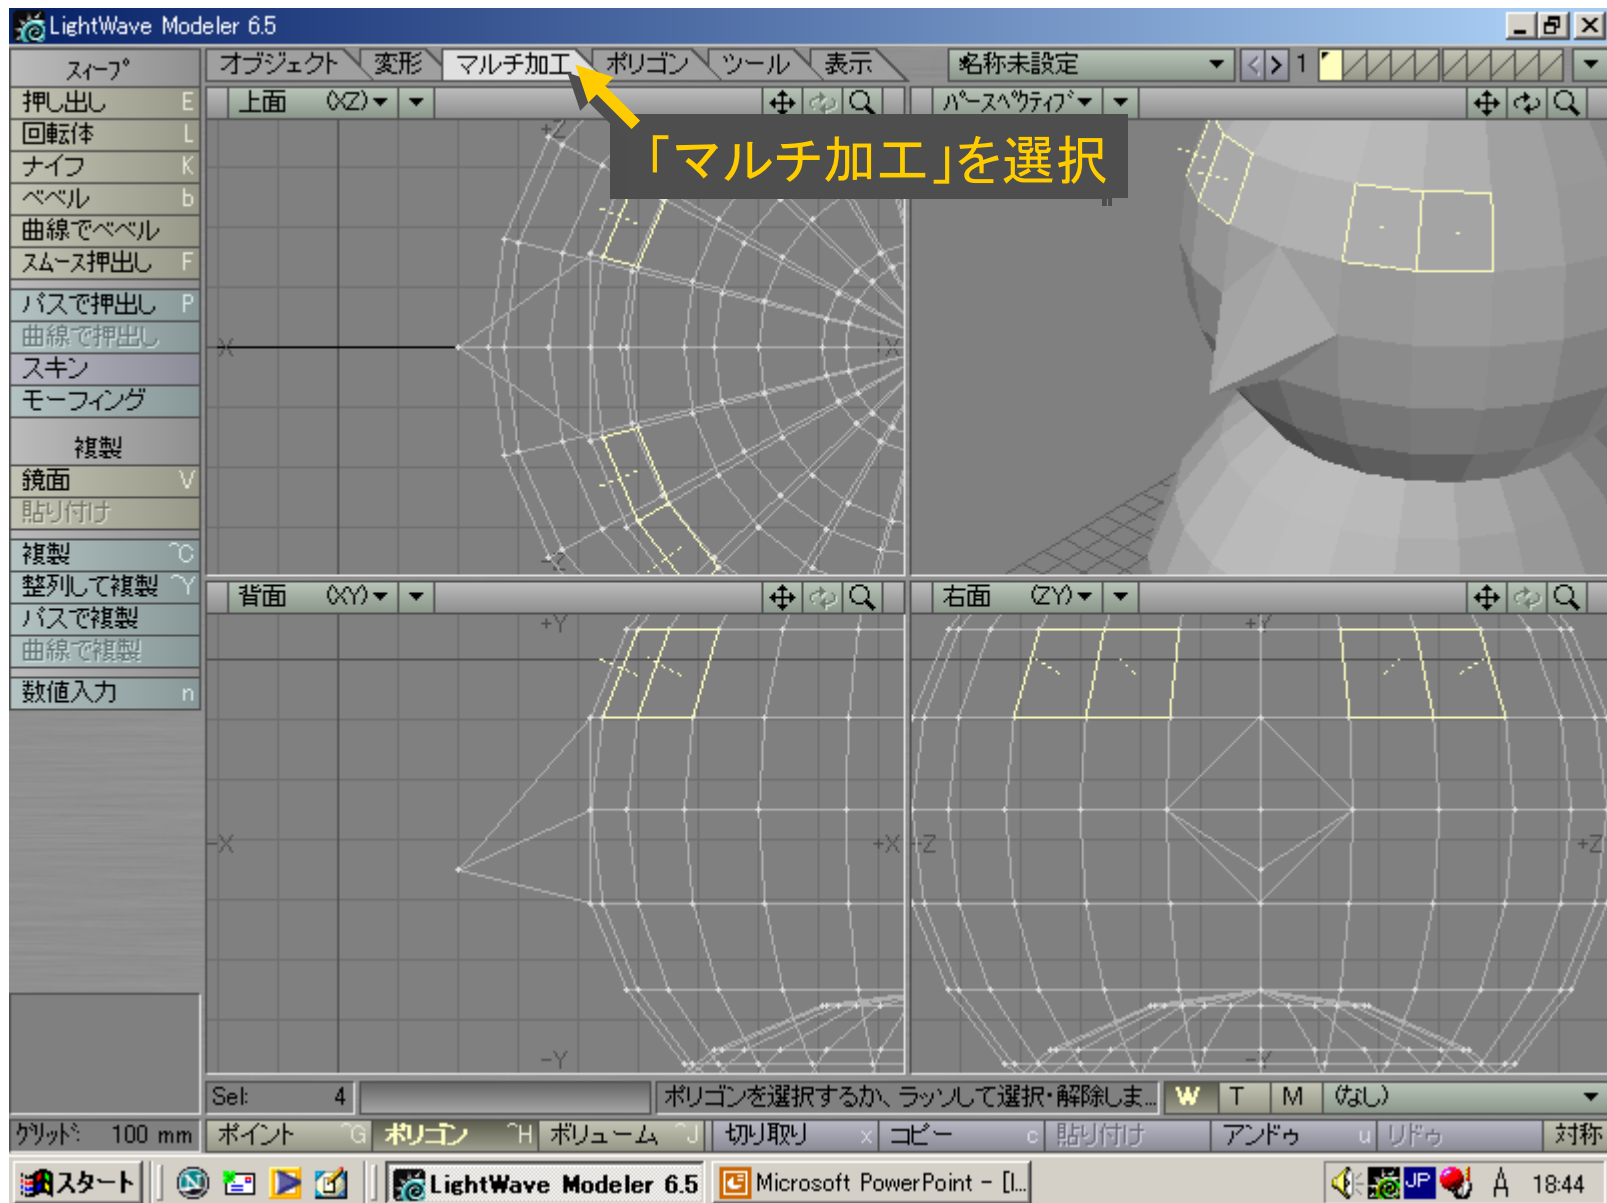 LightWave Modeler 6.5
スイープ
オブジェクト 変形 マルチ加工 ポリゴン ツール 表示
名称未設定
1
押し出し E
回転体 L
ナイフ K
ベベル b
曲線でベベル
スムース押出し F
パスで押出し P
曲線で押出し
スキン
モーフィング
複製
鏡面 V
貼り付け
複製 ^C
整列して複製 ^Y
パスで複製
曲線で複製
数値入力 n
上面 (XZ)
パースペクティブ
「マルチ加工」を選択
+Z
-X
+X
-Z
背面 (XY)
右面 (ZY)
+Y
+Y
-X
+X
-Z
+Z
-Y
-Y
Sel: 4
ポリゴンを選択するか、ラッソして選択・解除しま...
W T M (なし)
グリッド: 100 mm
ポイント ^G ポリゴン ^H ボリューム ^J 切り取り x コピー c 貼り付け アンドゥ u リドゥ 対称
スタート
LightWave Modeler 6.5
Microsoft PowerPoint - [l...
JP
A
18:44